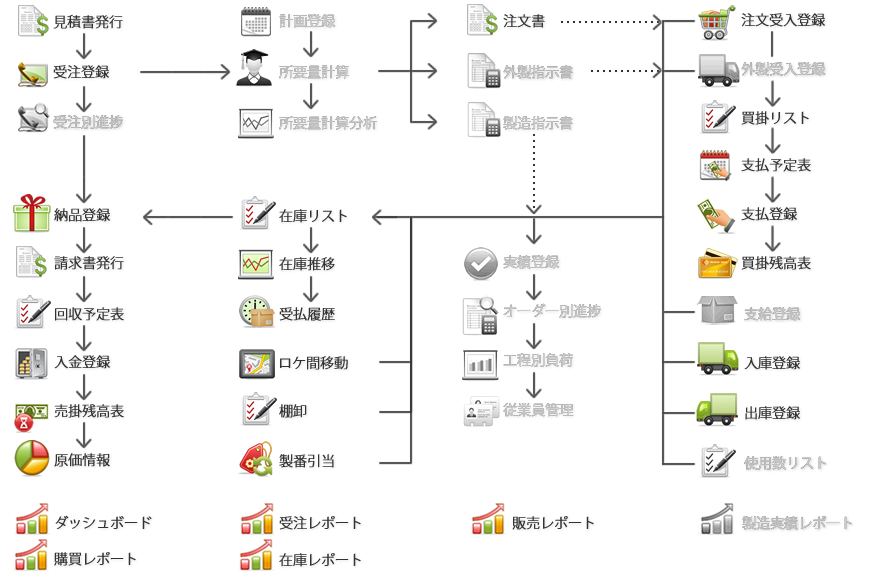 見積書発行
計画登録
注文書
注文受入登録
受注登録
所要量計算
外製指示書
外製受入登録
受注別進捗
所要量計算分析
製造指示書
買掛リスト
支払予定表
納品登録
在庫リスト
支払登録
請求書発行
在庫推移
実績登録
買掛残高表
回収予定表
受払履歴
オーダー別進捗
支給登録
入金登録
ロケ間移動
工程別負荷
入庫登録
売掛残高表
棚卸
従業員管理
出庫登録
原価情報
製番引当
使用数リスト
ダッシュボード
受注レポート
販売レポート
製造実績レポート
購買レポート
在庫レポート